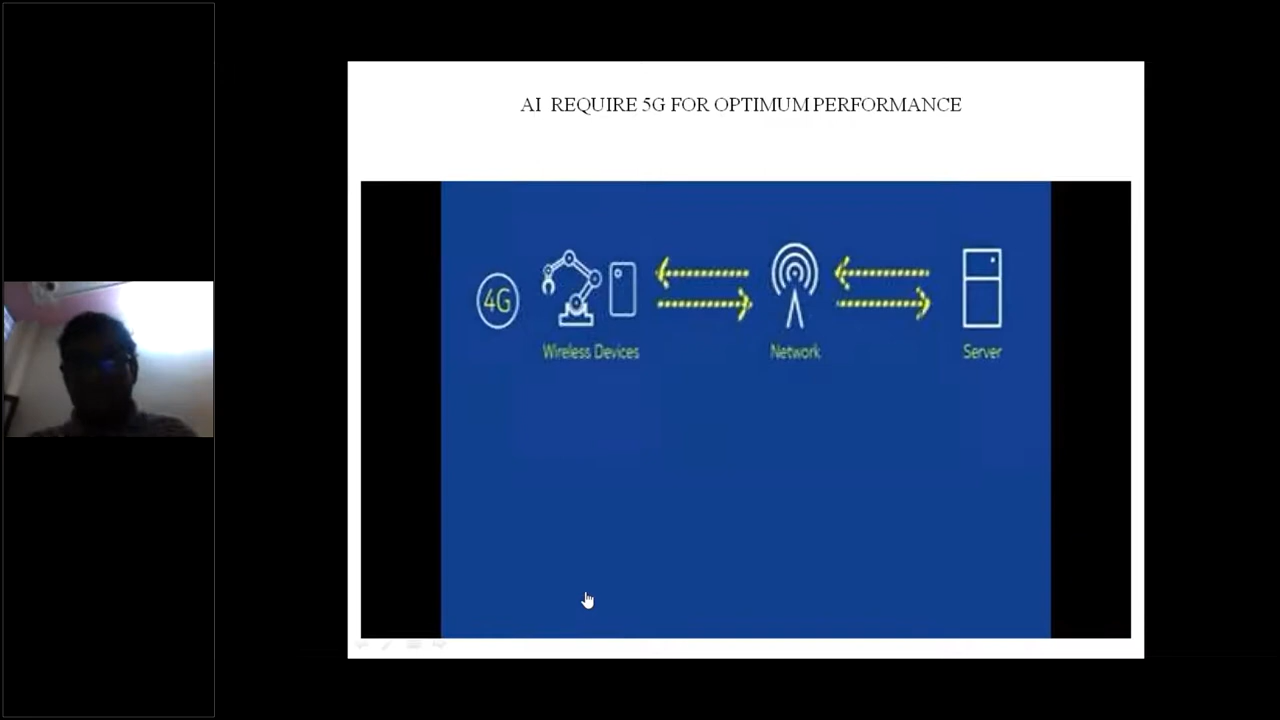 AI REQUIRE 5G FOR OPTIMUM PERFORMANCE
4G
Wireless Devices
Network
Server